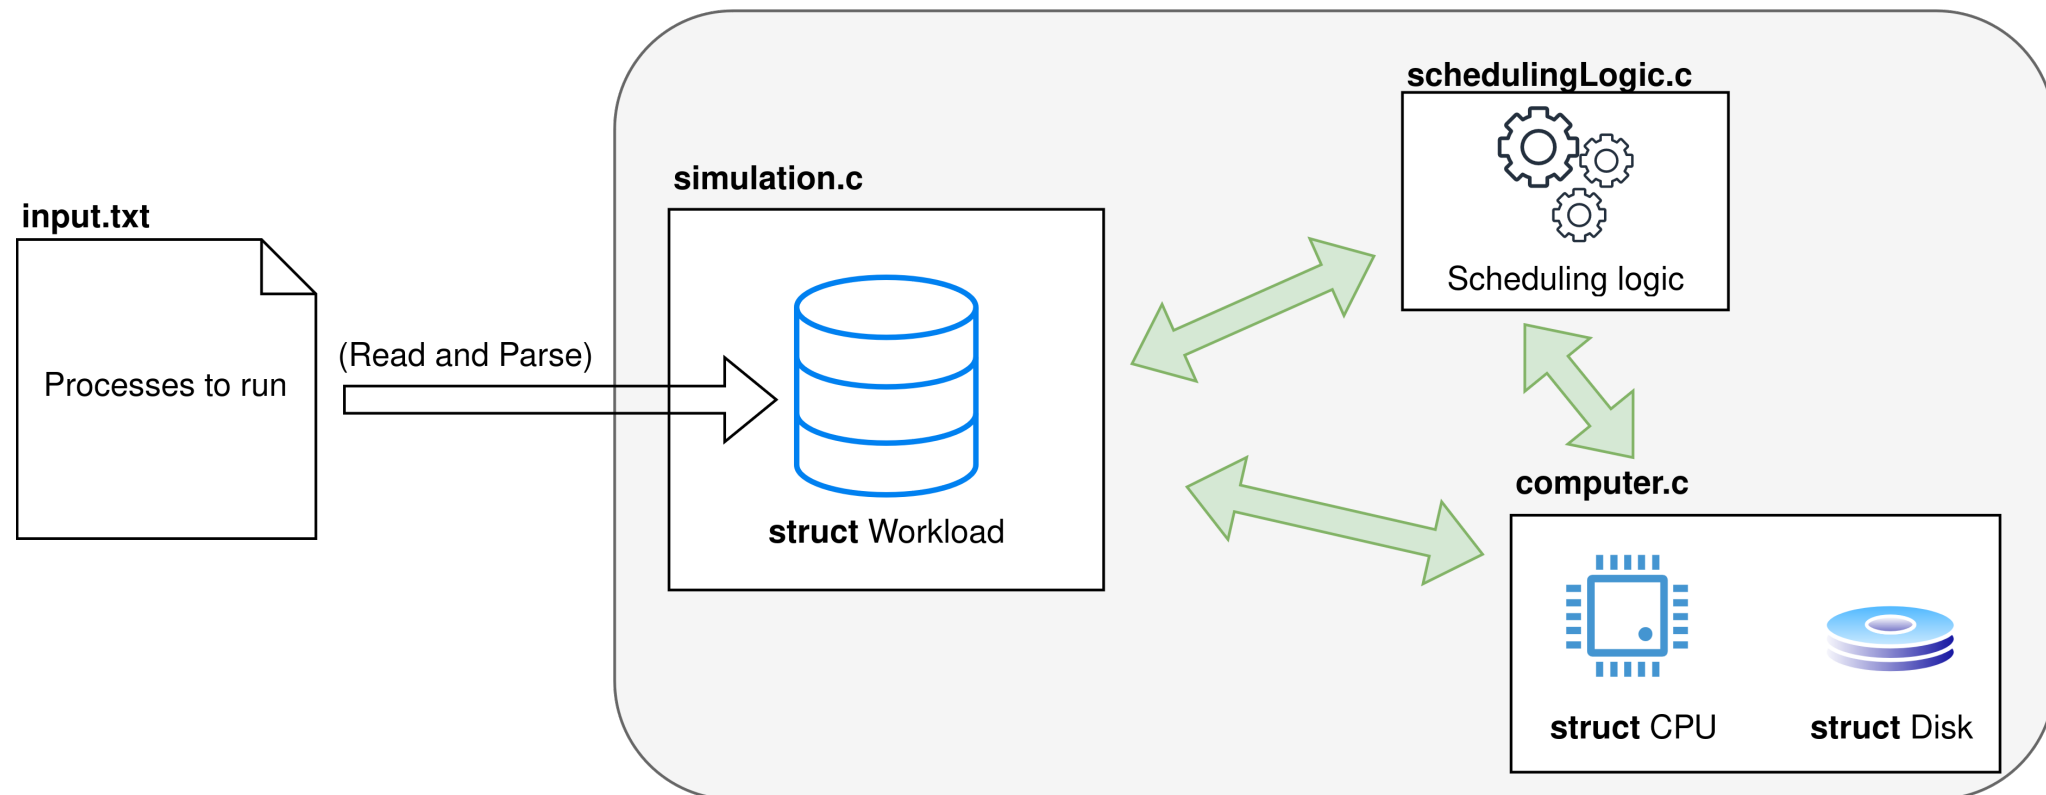 input.txt
Processes to run
(Read and Parse)
simulation.c
struct Workload
schedulingLogic.c
Scheduling logic
computer.c
struct CPU
struct Disk